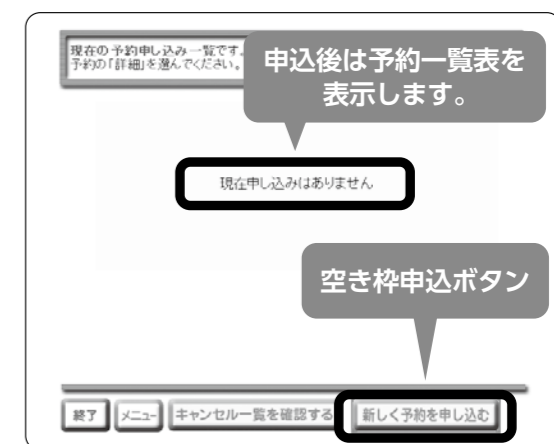 現在の予約申し込み一覧です。
予約の「詳細」を選んでください。
申込後は予約一覧表を
表示します。
現在申し込みはありません
空き枠申込ボタン
終了
メニュー
キャンセル一覧を確認する
新しく予約を申し込む